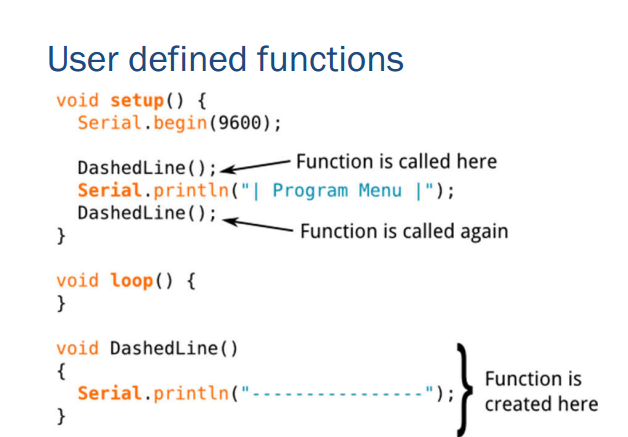 User defined functions
void setup() {
Serial.begin(9600);
DashedLine(); Function is called here
Serial.println("| Program Menu |");
DashedLine();
Function is called again
}
void loop() {
}
void DashedLine()
{
Serial.println("----------------");
}
Function is
created here